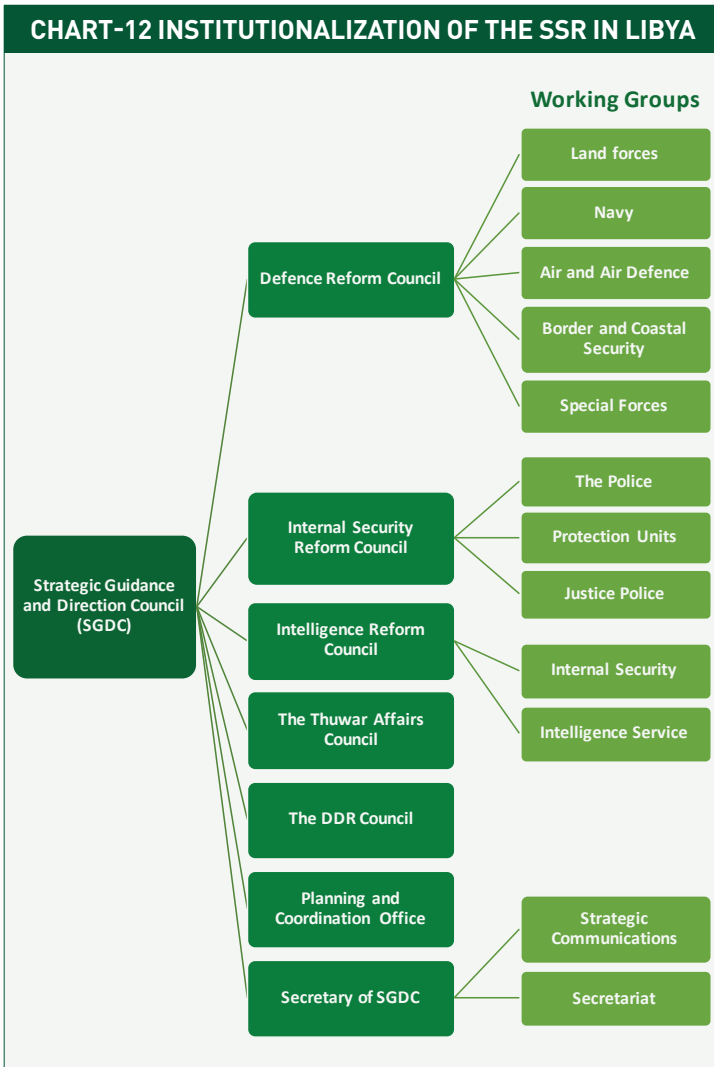 CHART-12 INSTITUTIONALIZATION OF THE SSR IN LIBYA
Working Groups
Land forces
Navy
Defence Reform Council
Air and Air Defence
Border and Coastal
Security
Special Forces
The Police
Internal Security
Reform Council
Protection Units
Justice Police
Strategic Guidance
and Direction Council
(SGDC)
Intelligence Reform
Council
Internal Security
Intelligence Service
The Thuwar Affairs
Council
The DDR Council
Planning and
Coordination Office
Strategic
Communications
Secretary of SGDC
Secretariat